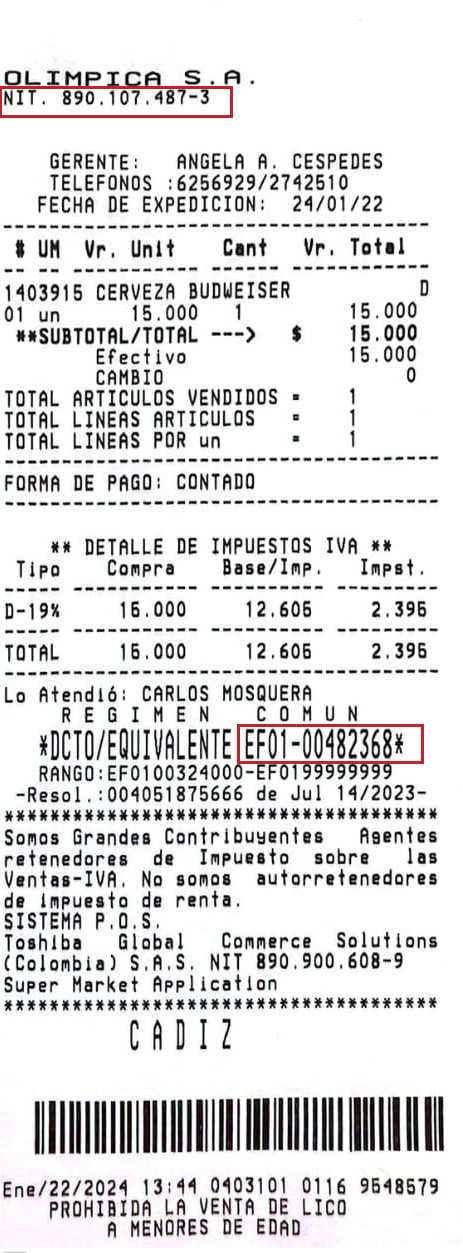 OLIMPICA S.A.
NIT. 890.107.487-3
GERENTE: ANGELA A. CESPEDES
TELEFONOS :6256929/2742510
FECHA DE EXPEDICION: 24/01/22
# UM Vr. Unit Cant Vr. Total
1403915 CERVEZA BUDWEISER D
01 un 15.000 1 15.000
**SUBTOTAL/TOTAL ---> $ 15.000
Efectivo 15.000
CAMBIO 0
TOTAL ARTICULOS VENDIDOS = 1
TOTAL LINEAS ARTICULOS = 1
TOTAL LINEAS POR un = 1
FORMA DE PAGO: CONTADO
** DETALLE DE IMPUESTOS IVA **
Tipo Compra Base/Imp. Impst.
D-19% 15.000 12.605 2.395
TOTAL 15.000 12.605 2.395
Lo Atendió: CARLOS MOSQUERA
REGIMEN COMUN
*DCTO/EQUIVALENTE EF01-00482368*
RANGO:EF0100324000-EF0199999999
-Resol.:004051875666 de Jul 14/2023-
**************************************
Somos Grandes Contribuyentes Agentes
retenedores de Impuesto sobre las
Ventas-IVA. No somos autorretenedores
de impuesto de renta.
SISTEMA P.O.S.
Toshiba Global Commerce Solutions
(Colombia) S.A.S. NIT 890.900.608-9
Super Market Application
**************************************
CADIZ
Ene/22/2024 13:44 0403101 0116 9548579
PROHIBIDA LA VENTA DE LICO
A MENORES DE EDAD